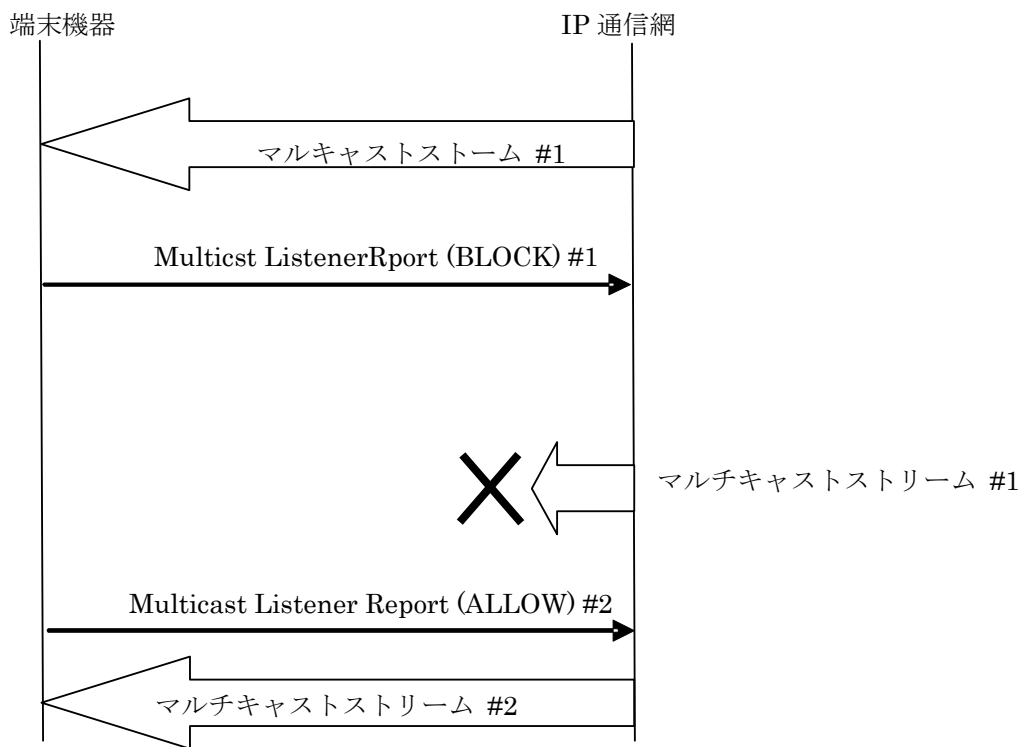 端末機器
IP 通信網
マルキャストストーム #1
Multicst ListenerRport (BLOCK) #1
マルチキャストストリーム #1
Multicast Listener Report (ALLOW) #2
マルチキャストストリーム #2